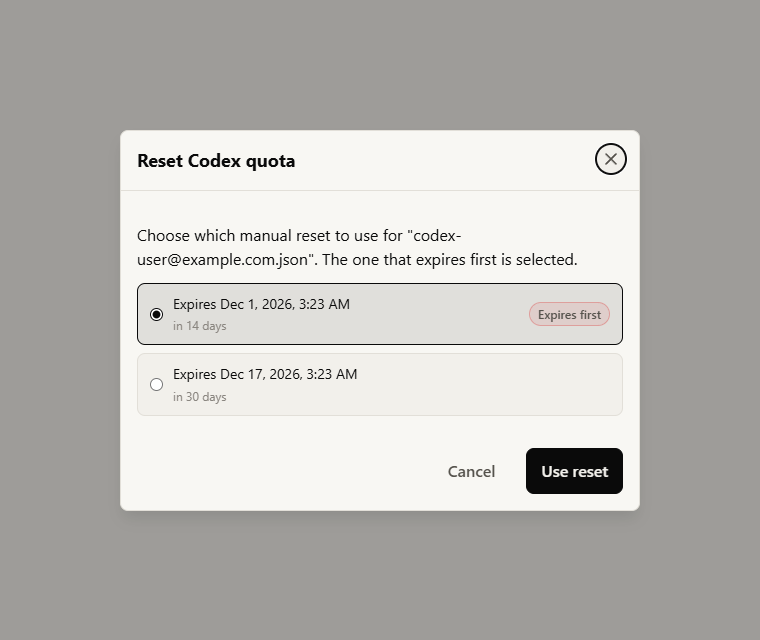 Reset Codex quota
Choose which manual reset to use for "codex-
user@example.com.json". The one that expires first is selected.
Expires Dec 1, 2026, 3:23 AM
in 14 days
Expires first
Expires Dec 17, 2026, 3:23 AM
in 30 days
Cancel
Use reset